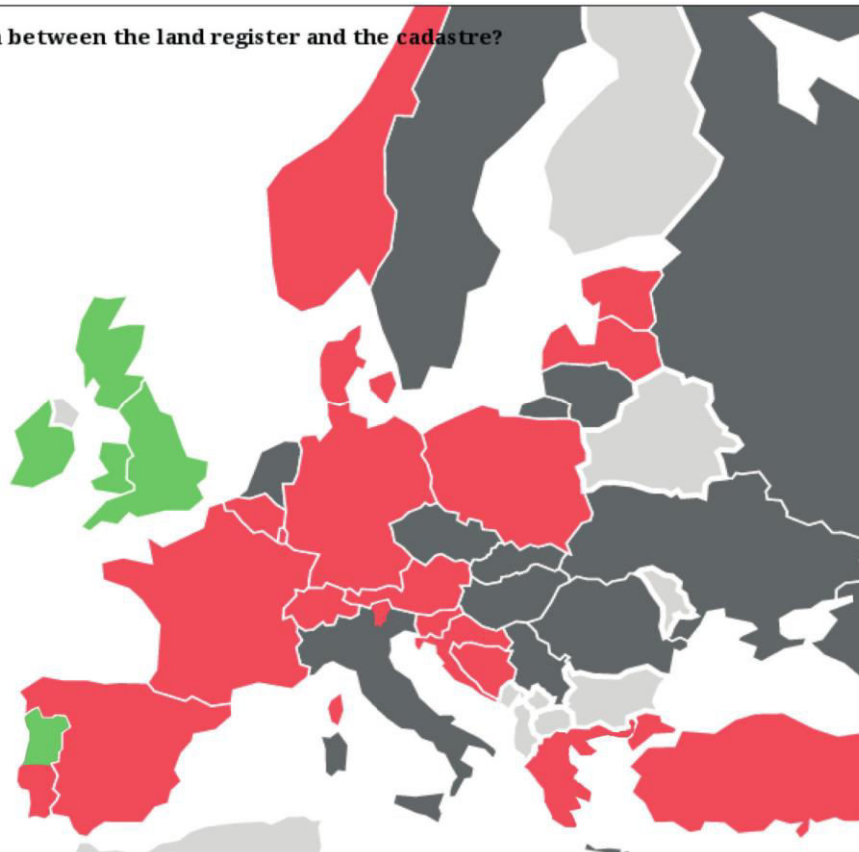 between the land register and the cadastre?